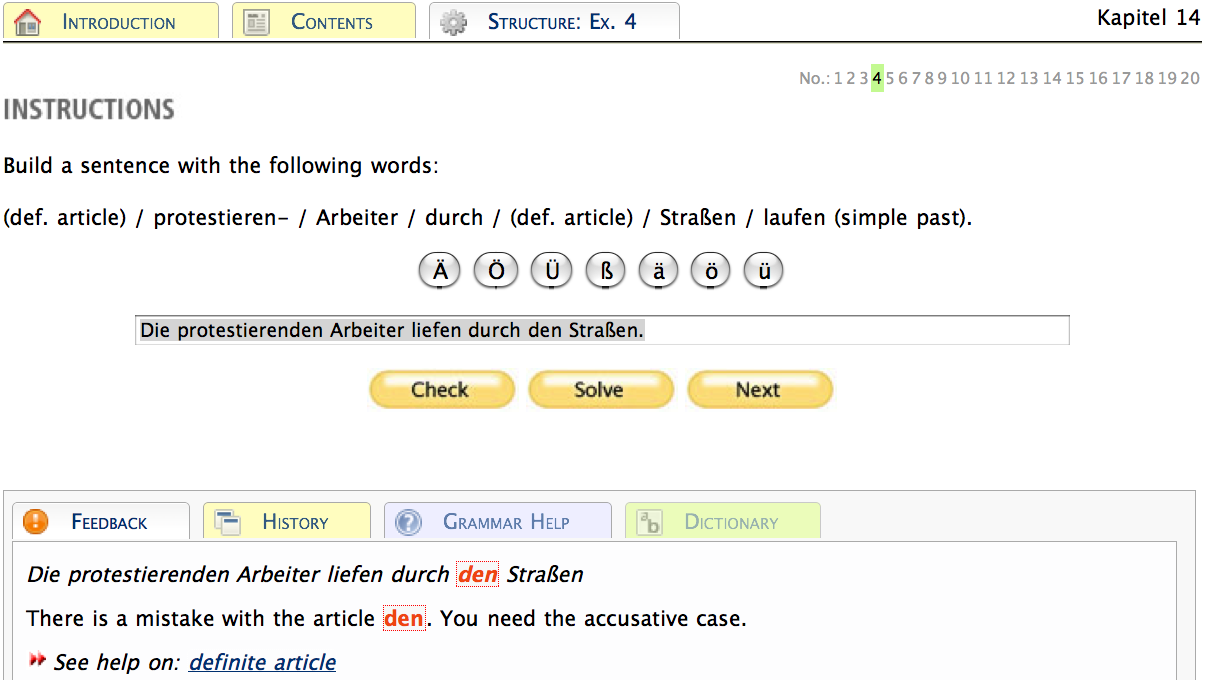 Introduction
Contents
Structure: Ex. 4
Kapitel 14
No.: 1 2 3 4 5 6 7 8 9 10 11 12 13 14 15 16 17 18 19 20
INSTRUCTIONS
Build a sentence with the following words:
(def. article) / protestieren- / Arbeiter / durch / (def. article) / Straßen / laufen (simple past).
Ä Ö Ü ß ä ö ü
Die protestierenden Arbeiter liefen durch den Straßen.
Check Solve Next
Feedback
History
Grammar Help
a b Dictionary
Die protestierenden Arbeiter liefen durch den Straßen
There is a mistake with the article den. You need the accusative case.
See help on: definite article